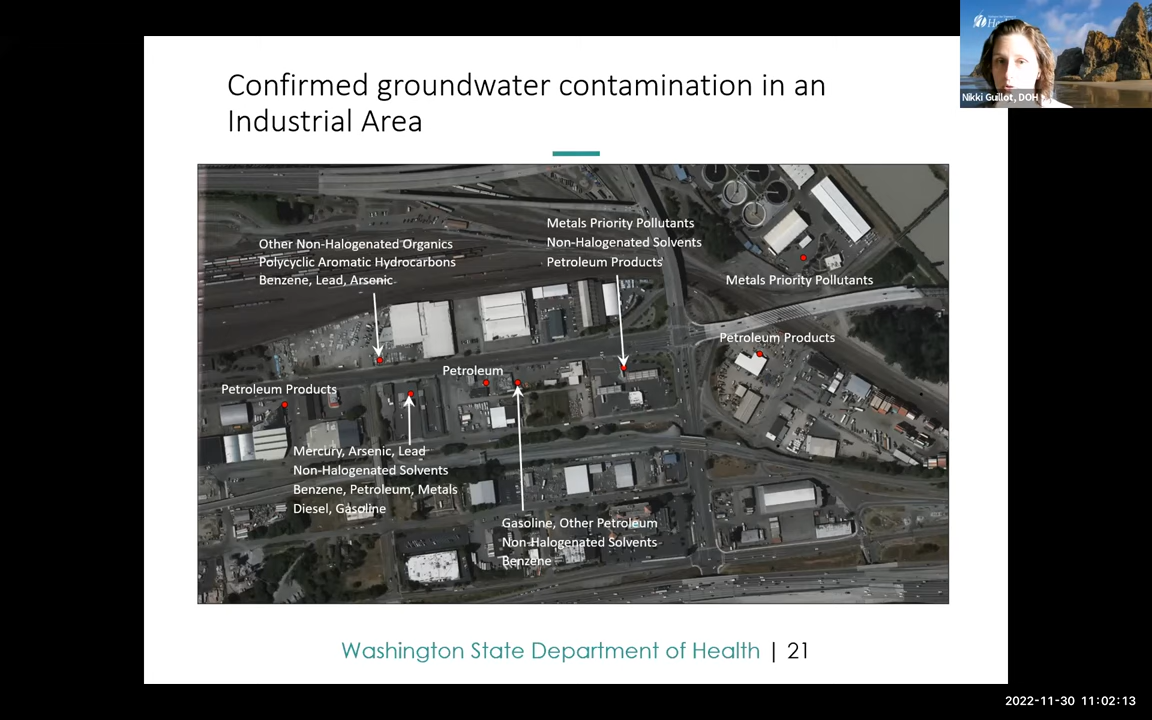 Confirmed groundwater contamination in an
Industrial Area
Nikki Guillot, DOH
Metals Priority Pollutants
Non-Halogenated Solvents
Petroleum Products
Other Non-Halogenated Organics
Polycyclic Aromatic Hydrocarbons
Benzene, Lead, Arsenic
Metals Priority Pollutants
Petroleum Products
Petroleum
Petroleum Products
Mercury, Arsenic, Lead
Non-Halogenated Solvents
Benzene, Petroleum, Metals
Diesel, Gasoline
Gasoline, Other Petroleum
Non-Halogenated Solvents
Benzene
Washington State Department of Health | 21
2022-11-30 11:02:13